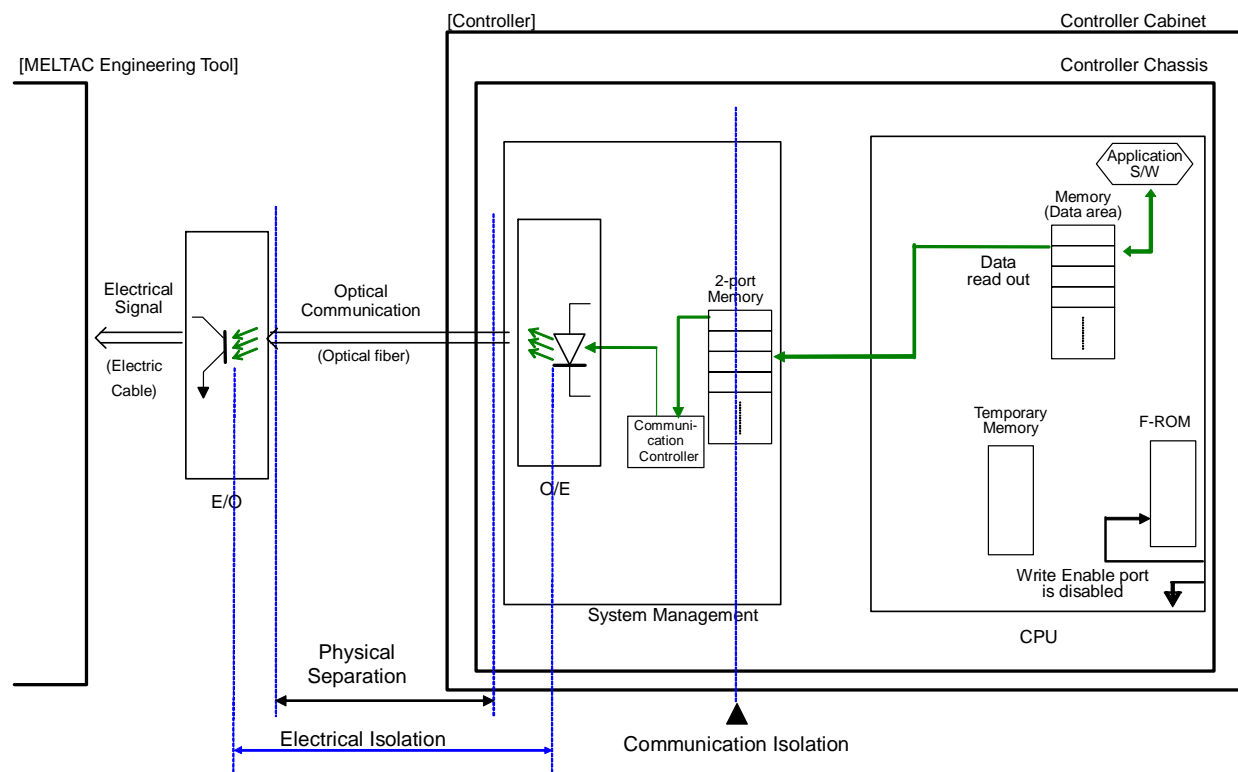 [Controller]
Controller Cabinet
[MELTAC Engineering Tool]
Controller Chassis
Application
S/W
Memory
(Data area)
Data
read out
2-port
Memory
Electrical
Signal
(Electric
Cable)
Optical
Communication
(Optical fiber)
Communi-
cation
Controller
Temporary
Memory
F-ROM
E/O
O/E
Write Enable port
is disabled
System Management
CPU
Physical
Separation
Electrical Isolation
Communication Isolation